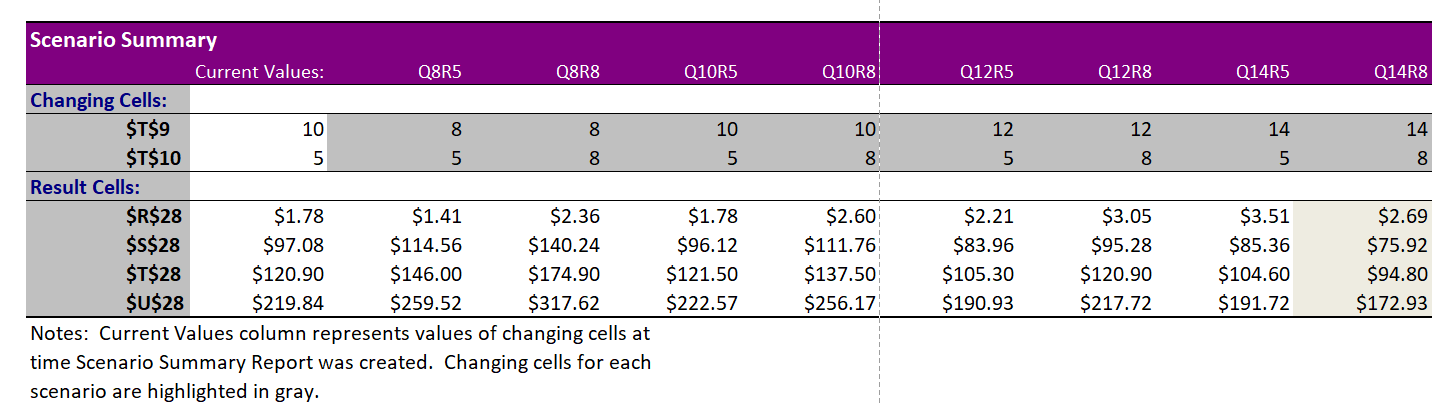 Scenario Summary
Current Values: Q8R5 Q8R8 Q10R5 Q10R8 Q12R5 Q12R8 Q14R5 Q14R8
Changing Cells:
$T$9 10 8 8 10 10 12 12 14 14
$T$10 5 5 8 5 8 5 8 5 8
Result Cells:
$R$28 $1.78 $1.41 $2.36 $1.78 $2.60 $2.21 $3.05 $3.51 $2.69
$S$28 $97.08 $114.56 $140.24 $96.12 $111.76 $83.96 $95.28 $85.36 $75.92
$T$28 $120.90 $146.00 $174.90 $121.50 $137.50 $105.30 $120.90 $104.60 $94.80
$U$28 $219.84 $259.52 $317.62 $222.57 $256.17 $190.93 $217.72 $191.72 $172.93
Notes: Current Values column represents values of changing cells at
time Scenario Summary Report was created. Changing cells for each
scenario are highlighted in gray.